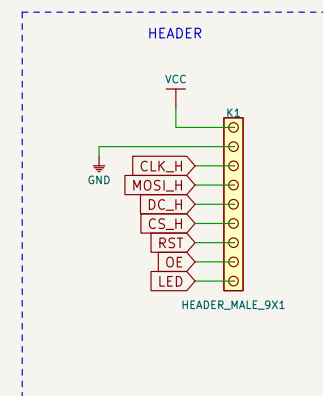 HEADER
VCC
K1
GND
CLK_H
MOSI_H
DC_H
CS_H
RST
OE
LED
HEADER_MALE_9X1